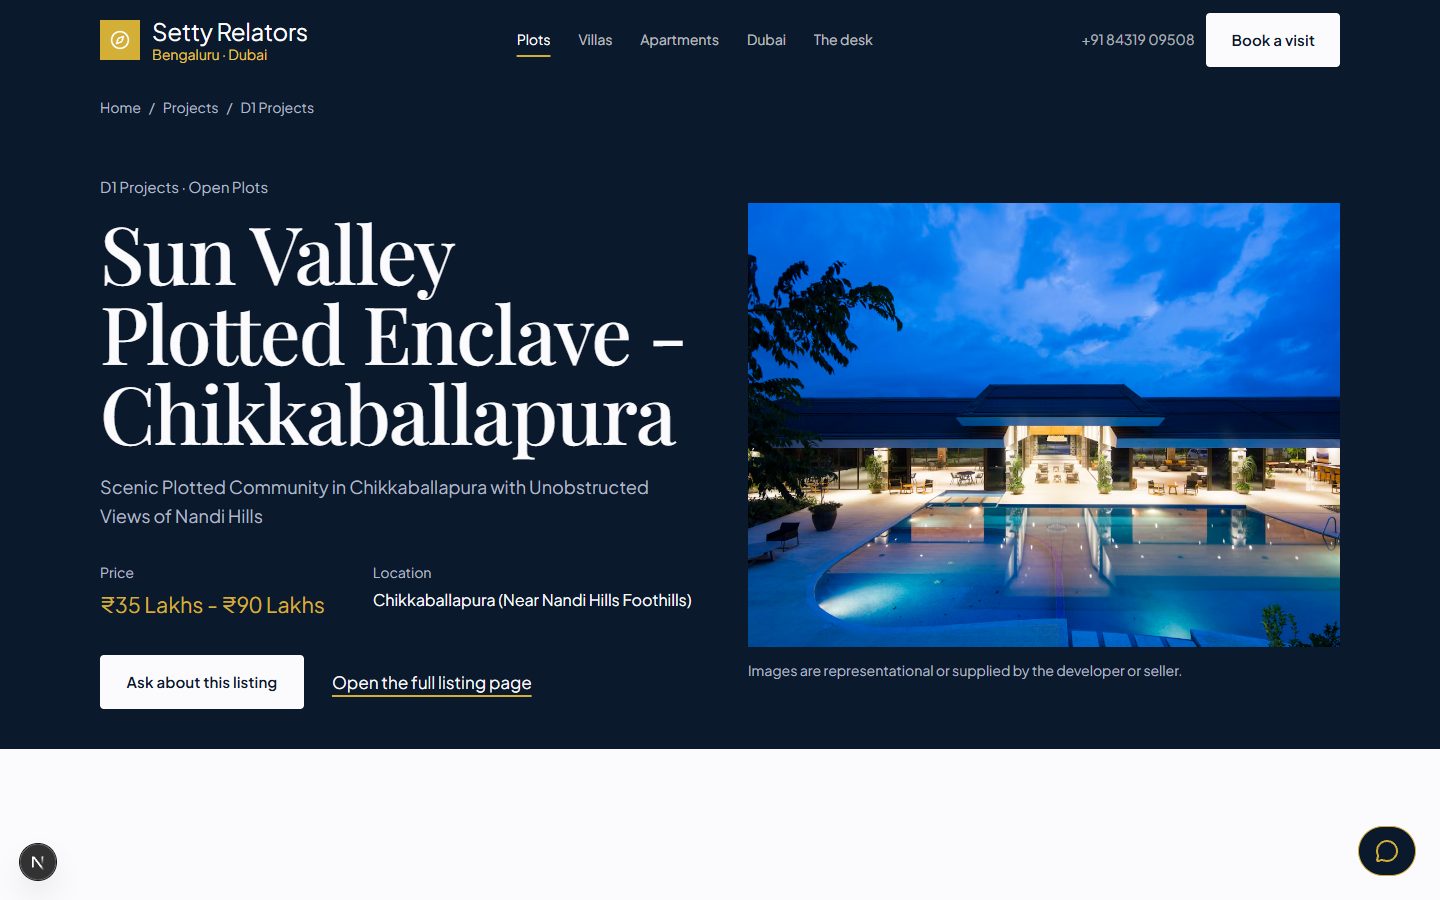 Setty Relators
Bengaluru · Dubai
Plots
Villas
Apartments
Dubai
The desk
+91 84319 09508
Book a visit
Home / Projects / D1 Projects
D1 Projects · Open Plots
Sun Valley
Plotted Enclave -
Chikkaballapura
Scenic Plotted Community in Chikkaballapura with Unobstructed
Views of Nandi Hills
Price
₹35 Lakhs - ₹90 Lakhs
Location
Chikkaballapura (Near Nandi Hills Foothills)
Ask about this listing
Open the full listing page
Images are representational or supplied by the developer or seller.
N